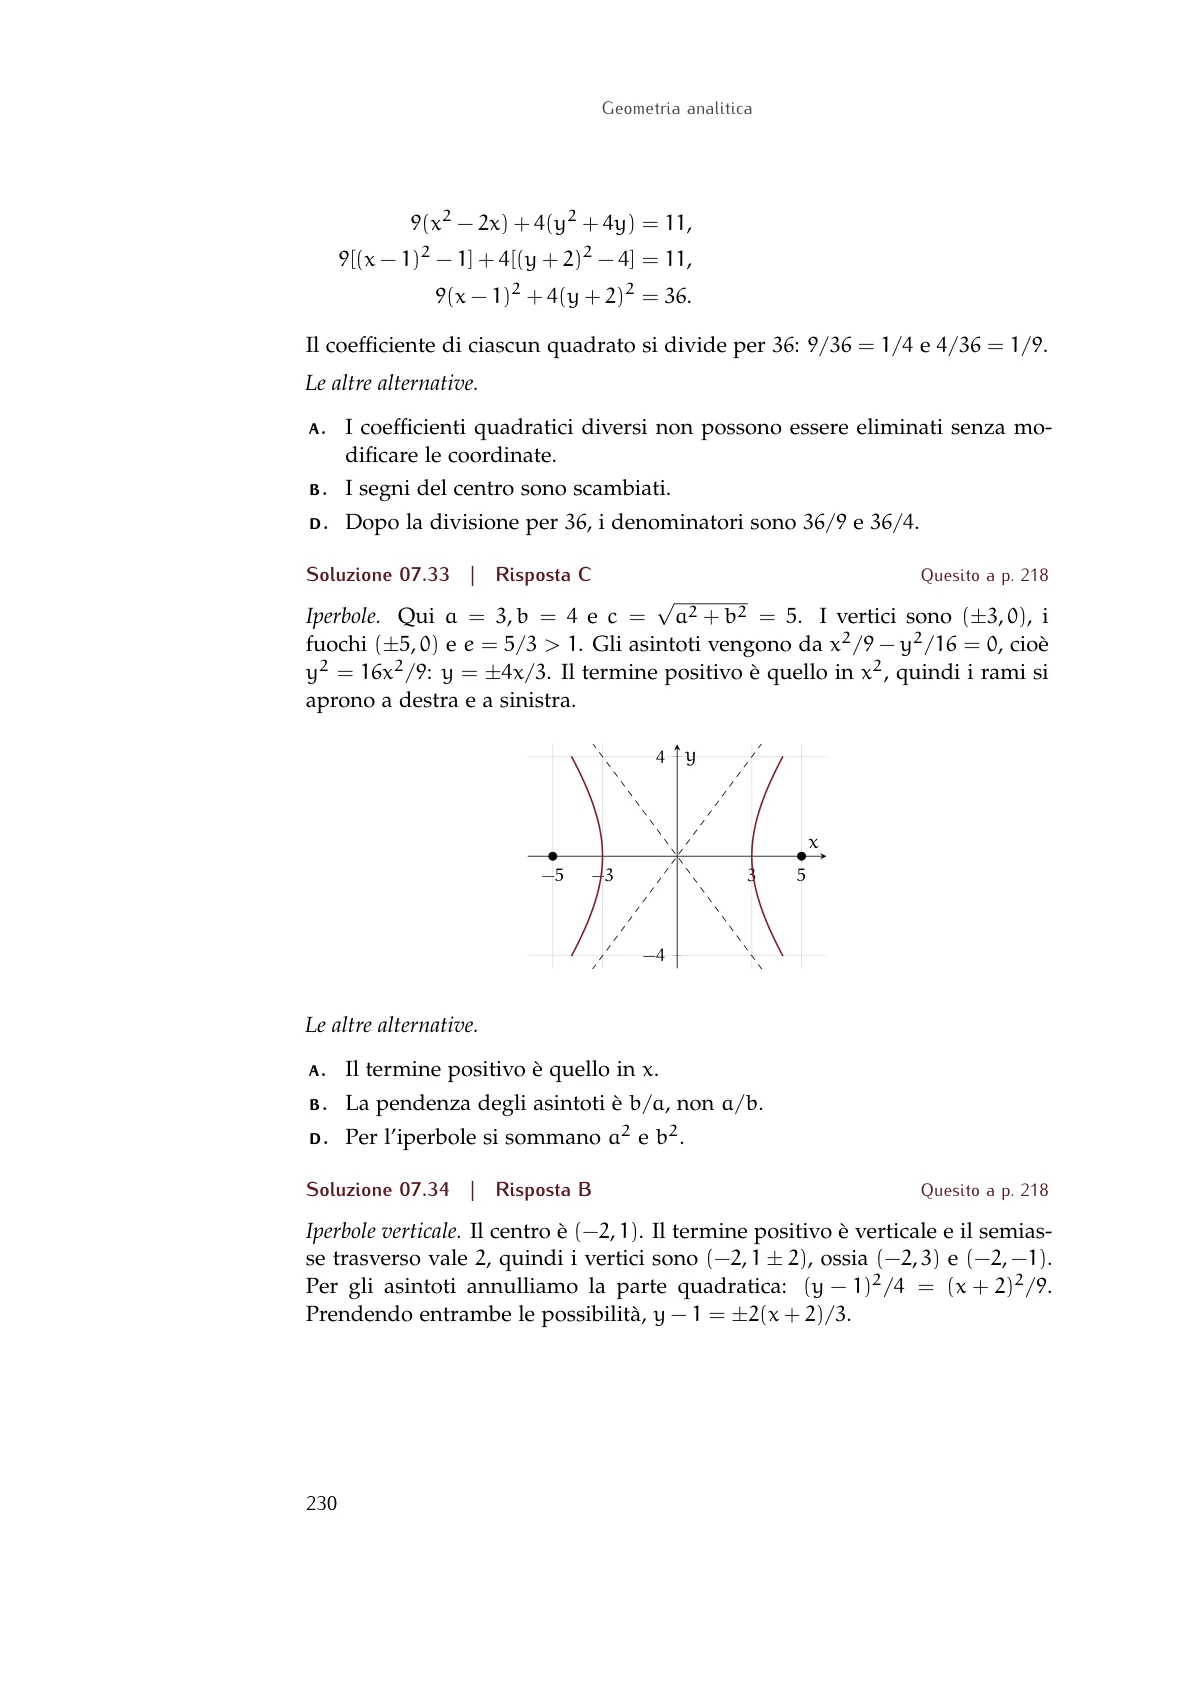 Geometria analitica
9(x² − 2x) + 4(y² + 4y) = 11,
9[(x − 1)² − 1] + 4[(y + 2)² − 4] = 11,
9(x − 1)² + 4(y + 2)² = 36.
Il coefficiente di ciascun quadrato si divide per 36: 9/36 = 1/4 e 4/36 = 1/9.
Le altre alternative.
A. I coefficienti quadratici diversi non possono essere eliminati senza mo-
dificare le coordinate.
B. I segni del centro sono scambiati.
D. Dopo la divisione per 36, i denominatori sono 36/9 e 36/4.
Soluzione 07.33 | Risposta C Quesito a p. 218
Iperbole. Qui a = 3, b = 4 e c = √(a² + b²) = 5. I vertici sono (±3, 0), i
fuochi (±5, 0) e e = 5/3 > 1. Gli asintoti vengono da x²/9 − y²/16 = 0, cioè
y² = 16x²/9: y = ±4x/3. Il termine positivo è quello in x², quindi i rami si
aprono a destra e a sinistra.
4 y
x
−5 −3 3 5
−4
Le altre alternative.
A. Il termine positivo è quello in x.
B. La pendenza degli asintoti è b/a, non a/b.
D. Per l'iperbole si sommano a² e b².
Soluzione 07.34 | Risposta B Quesito a p. 218
Iperbole verticale. Il centro è (−2, 1). Il termine positivo è verticale e il semias-
se trasverso vale 2, quindi i vertici sono (−2, 1 ± 2), ossia (−2, 3) e (−2, −1).
Per gli asintoti annulliamo la parte quadratica: (y − 1)²/4 = (x + 2)²/9.
Prendendo entrambe le possibilità, y − 1 = ±2(x + 2)/3.
230